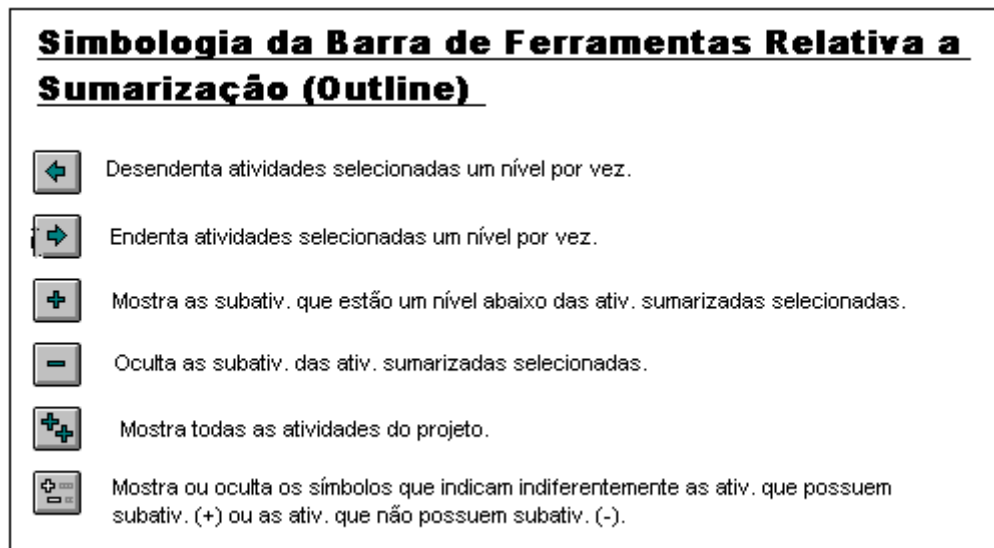 Simbologia da Barra de Ferramentas Relativa a
Sumarização (Outline)
Desendenta atividades selecionadas um nível por vez.
Endenta atividades selecionadas um nível por vez.
Mostra as subativ. que estão um nível abaixo das ativ. sumarizadas selecionadas.
Oculta as subativ. das ativ. sumarizadas selecionadas.
Mostra todas as atividades do projeto.
Mostra ou oculta os símbolos que indicam indiferentemente as ativ. que possuem
subativ. (+) ou as ativ. que não possuem subativ. (-).